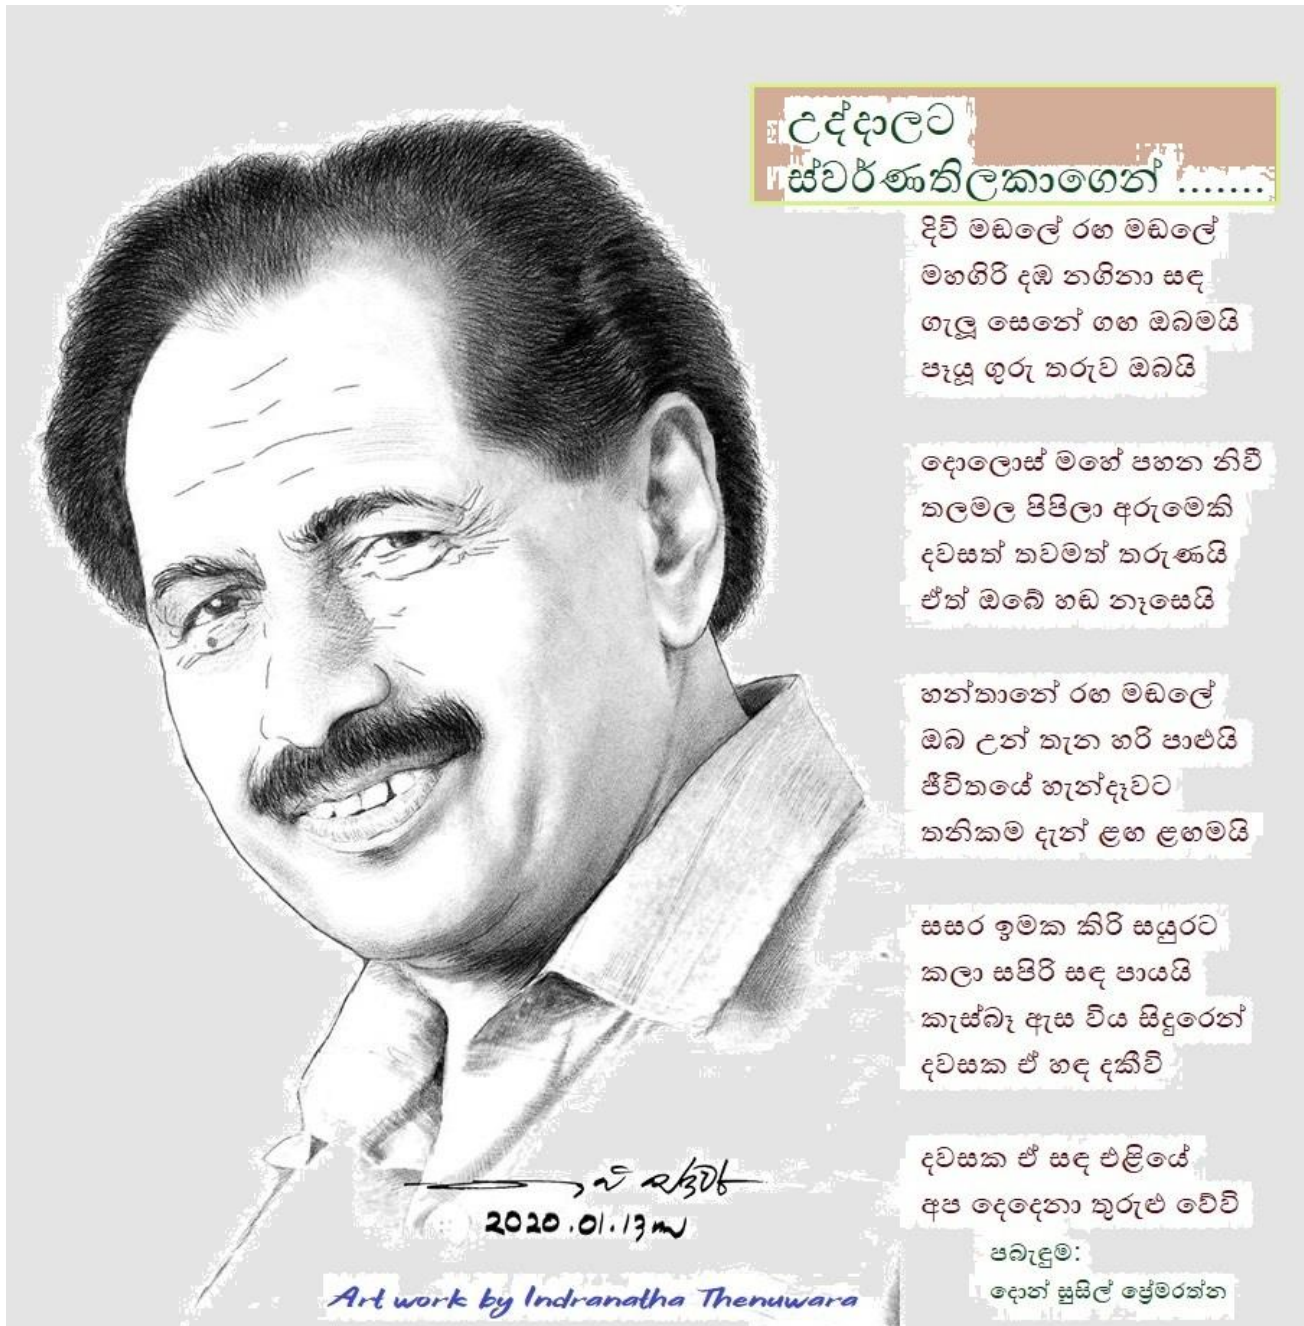 උද්දාලට
ස්වර්ණතිලකාගෙන් .......
දිවි මඬලේ රඟ මඬලේ
මහගිරි දඹ නගිනා සඳ
ගැලූ සෙනේ ගඟ ඔබමයි
පෑයූ ගුරු තරුව ඔබයි
දොලොස් මහේ පහන නිවී
තලමල පිපිලා අරුමෙකි
දවසත් තවමත් තරුණයි
ඒත් ඔබේ හඬ නෑසෙයි
හන්තානේ රඟ මඬලේ
ඔබ උන් තැන හරි පාළුයි
ජීවිතයේ හැන්දෑවට
තනිකම දැන් ළඟ ළඟමයි
සසර ඉමක කිරි සයුරට
කලා සපිරි සඳ පායයි
කැස්බෑ ඇස විය සිදුරෙන්
දවසක ඒ හඳ දකීවි
දවසක ඒ සඳ එළියේ
අප දෙදෙනා තුරුළු වේවි
පබැඳුම:
දොන් සුසිල් ප්‍රේමරත්න
2020.01.13
Art work by Indranatha Thenuwara